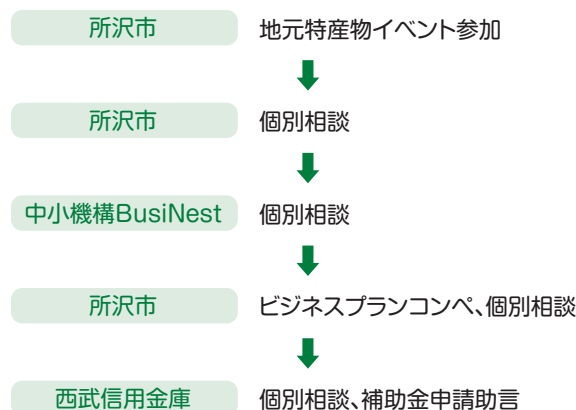 所沢市 地元特産物イベント参加
所沢市 個別相談
中小機構BusiNest 個別相談
所沢市 ビジネスプランコンペ、個別相談
西武信用金庫 個別相談、補助金申請助言